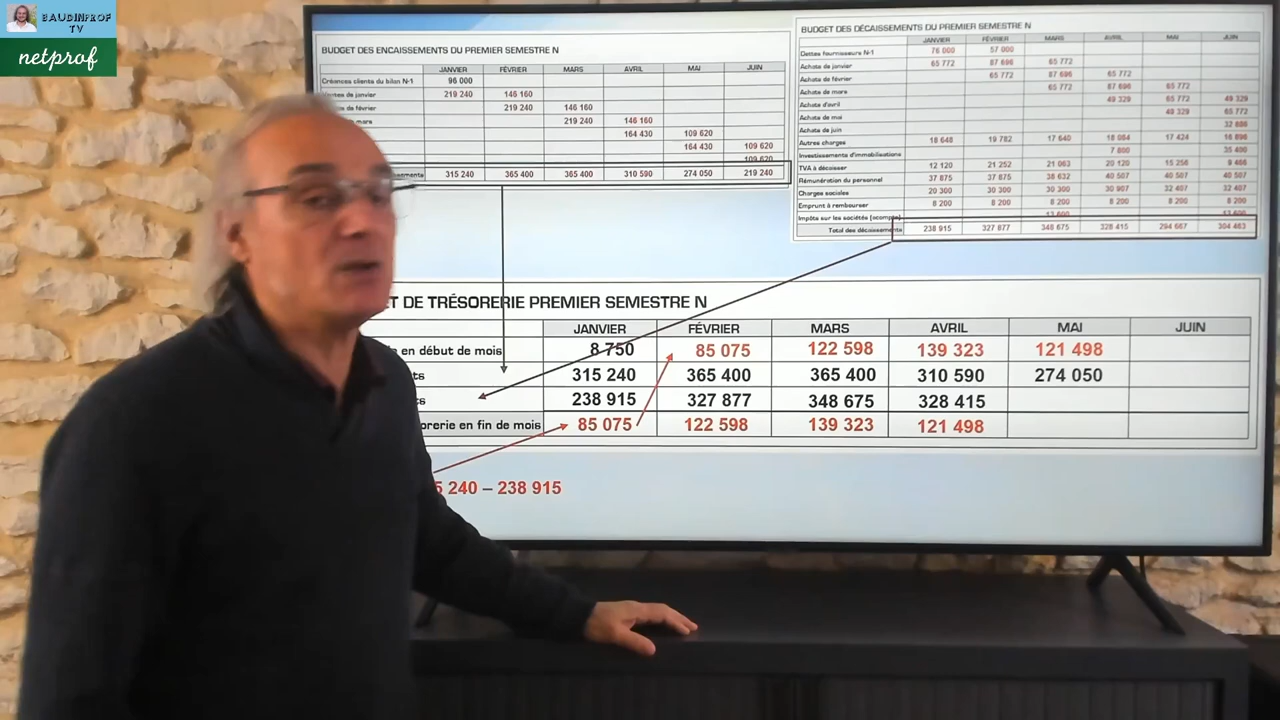 BAUDINPROF
TV
netprof
BUDGET DES ENCAISSEMENTS DU PREMIER SEMESTRE N
JANVIER FÉVRIER MARS AVRIL MAI JUIN
Créances clients du bilan N-1 96 000
Ventes de janvier 219 240 146 160
de février 219 240 146 160
mars 219 240 146 160
164 430 109 620
164 430 109 620
109 620
315 240 365 400 365 400 310 590 274 050 219 240
BUDGET DES DÉCAISSEMENTS DU PREMIER SEMESTRE N
JANVIER FÉVRIER MARS AVRIL MAI JUIN
Dettes fournisseurs N-1 76 000 57 000
Achats de janvier 65 772 87 696 65 772
Achats de février 65 772 87 696 65 772
Achats de mars 65 772 87 696 65 772
Achats d'avril 49 329 65 772 49 329
Achats de mai 49 329 65 772
Achats de juin
Autres charges 18 648 19 782 17 640 18 084 17 424
Investissements d'immobilisations 7 800 35 400
TVA à décaisser 12 120 21 252 21 063 20 120 15 256
Rémunération du personnel 37 875 37 875 38 632 40 507 40 507 40 507
Charges sociales 20 300 30 300 30 300 30 907 32 407 32 407
Emprunt à rembourser 8 200 8 200 8 200 8 200 8 200 8 200
Impôts sur les sociétés (acompte)
Total des décaissements 238 915 327 877 348 675 328 415 294 667 304 463
T DE TRÉSORERIE PREMIER SEMESTRE N
JANVIER FÉVRIER MARS AVRIL MAI JUIN
en début de mois 8 750 85 075 122 598 139 323 121 498
ts 315 240 365 400 365 400 310 590 274 050
ts 238 915 327 877 348 675 328 415
orerie en fin de mois 85 075 122 598 139 323 121 498
5 240 – 238 915